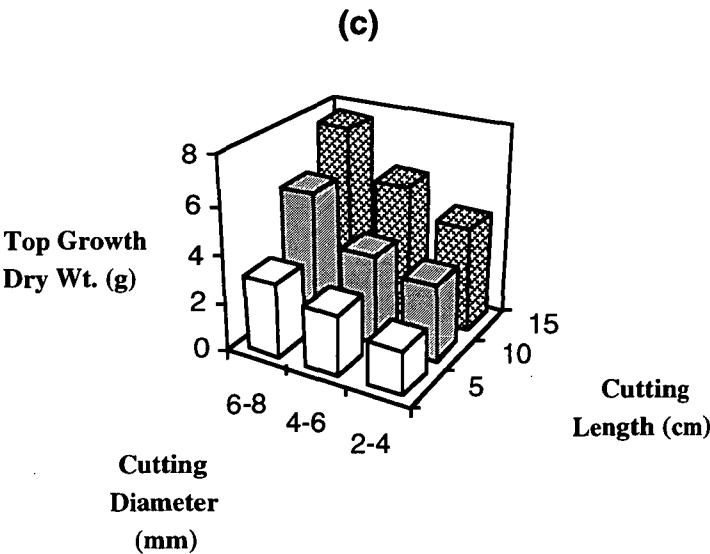 (c)
8
6
4
2
0
Top Growth
Dry Wt. (g)
6-8
4-6
2-4
5
10
15
Cutting
Length (cm)
Cutting
Diameter
(mm)